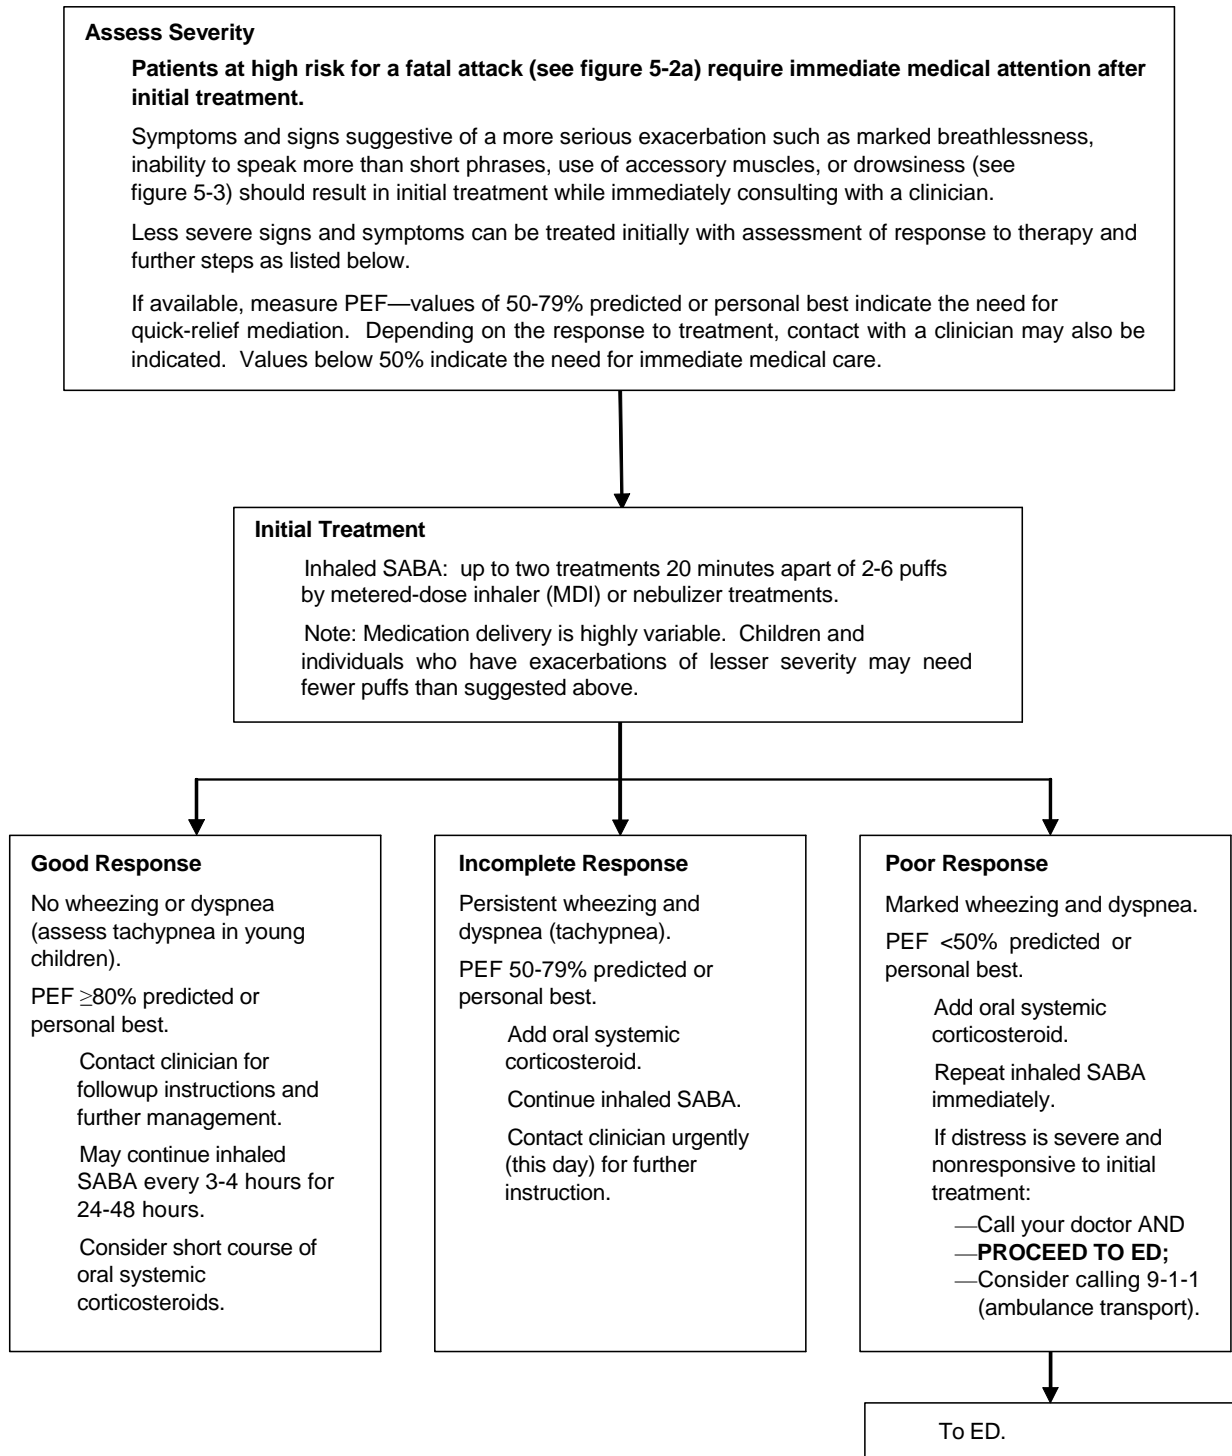 Assess Severity
Patients at high risk for a fatal attack (see figure 5-2a) require immediate medical attention after
initial treatment.
Symptoms and signs suggestive of a more serious exacerbation such as marked breathlessness,
inability to speak more than short phrases, use of accessory muscles, or drowsiness (see
figure 5-3) should result in initial treatment while immediately consulting with a clinician.
Less severe signs and symptoms can be treated initially with assessment of response to therapy and
further steps as listed below.
If available, measure PEF—values of 50-79% predicted or personal best indicate the need for
quick-relief mediation. Depending on the response to treatment, contact with a clinician may also be
indicated. Values below 50% indicate the need for immediate medical care.
Initial Treatment
Inhaled SABA: up to two treatments 20 minutes apart of 2-6 puffs
by metered-dose inhaler (MDI) or nebulizer treatments.
Note: Medication delivery is highly variable. Children and
individuals who have exacerbations of lesser severity may need
fewer puffs than suggested above.
Good Response
No wheezing or dyspnea
(assess tachypnea in young
children).
PEF ≥80% predicted or
personal best.
Contact clinician for
followup instructions and
further management.
May continue inhaled
SABA every 3-4 hours for
24-48 hours.
Consider short course of
oral systemic
corticosteroids.
Incomplete Response
Persistent wheezing and
dyspnea (tachypnea).
PEF 50-79% predicted or
personal best.
Add oral systemic
corticosteroid.
Continue inhaled SABA.
Contact clinician urgently
(this day) for further
instruction.
Poor Response
Marked wheezing and dyspnea.
PEF <50% predicted or
personal best.
Add oral systemic
corticosteroid.
Repeat inhaled SABA
immediately.
If distress is severe and
nonresponsive to initial
treatment:
—Call your doctor AND
—PROCEED TO ED;
—Consider calling 9-1-1
(ambulance transport).
To ED.